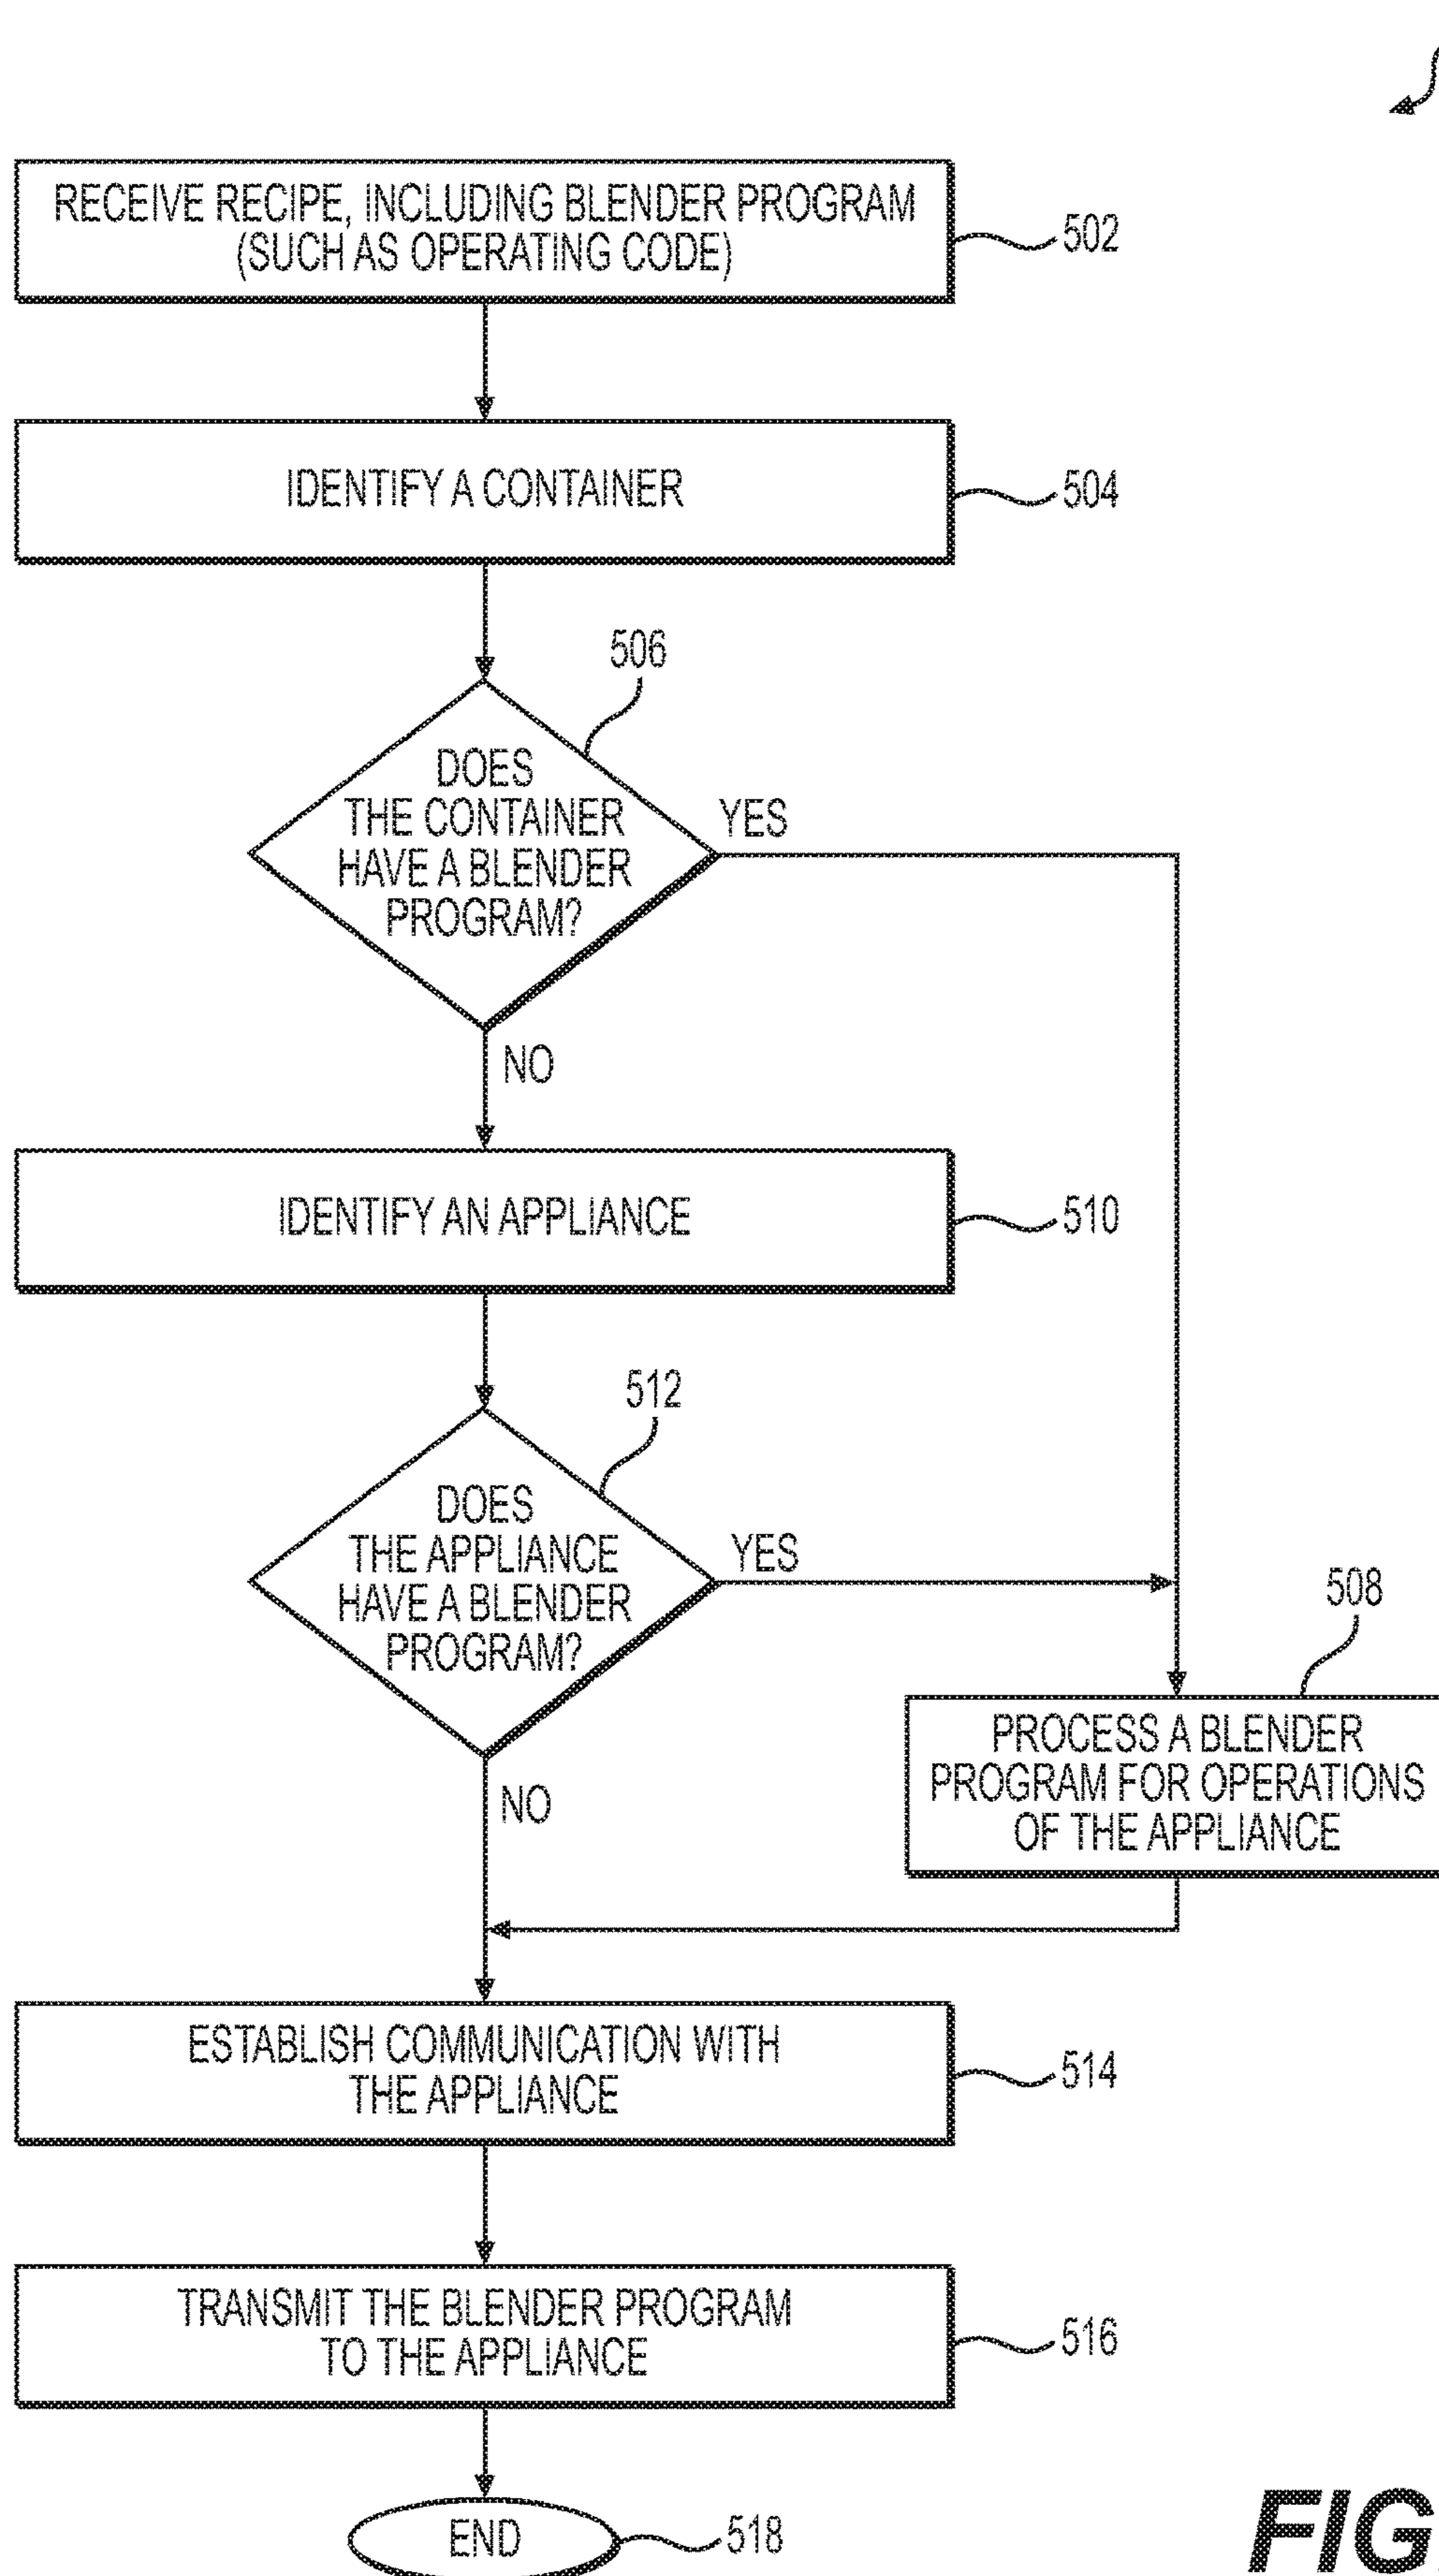 RECEIVE RECIPE, INCLUDING BLENDER PROGRAM
(SUCH AS OPERATING CODE)
502
IDENTIFY A CONTAINER
504
506
DOES
THE CONTAINER
HAVE A BLENDER
PROGRAM?
YES
NO
IDENTIFY AN APPLIANCE
510
512
DOES
THE APPLIANCE
HAVE A BLENDER
PROGRAM?
YES
508
PROCESS A BLENDER
PROGRAM FOR OPERATIONS
OF THE APPLIANCE
NO
ESTABLISH COMMUNICATION WITH
THE APPLIANCE
514
TRANSMIT THE BLENDER PROGRAM
TO THE APPLIANCE
516
END
518
FIG